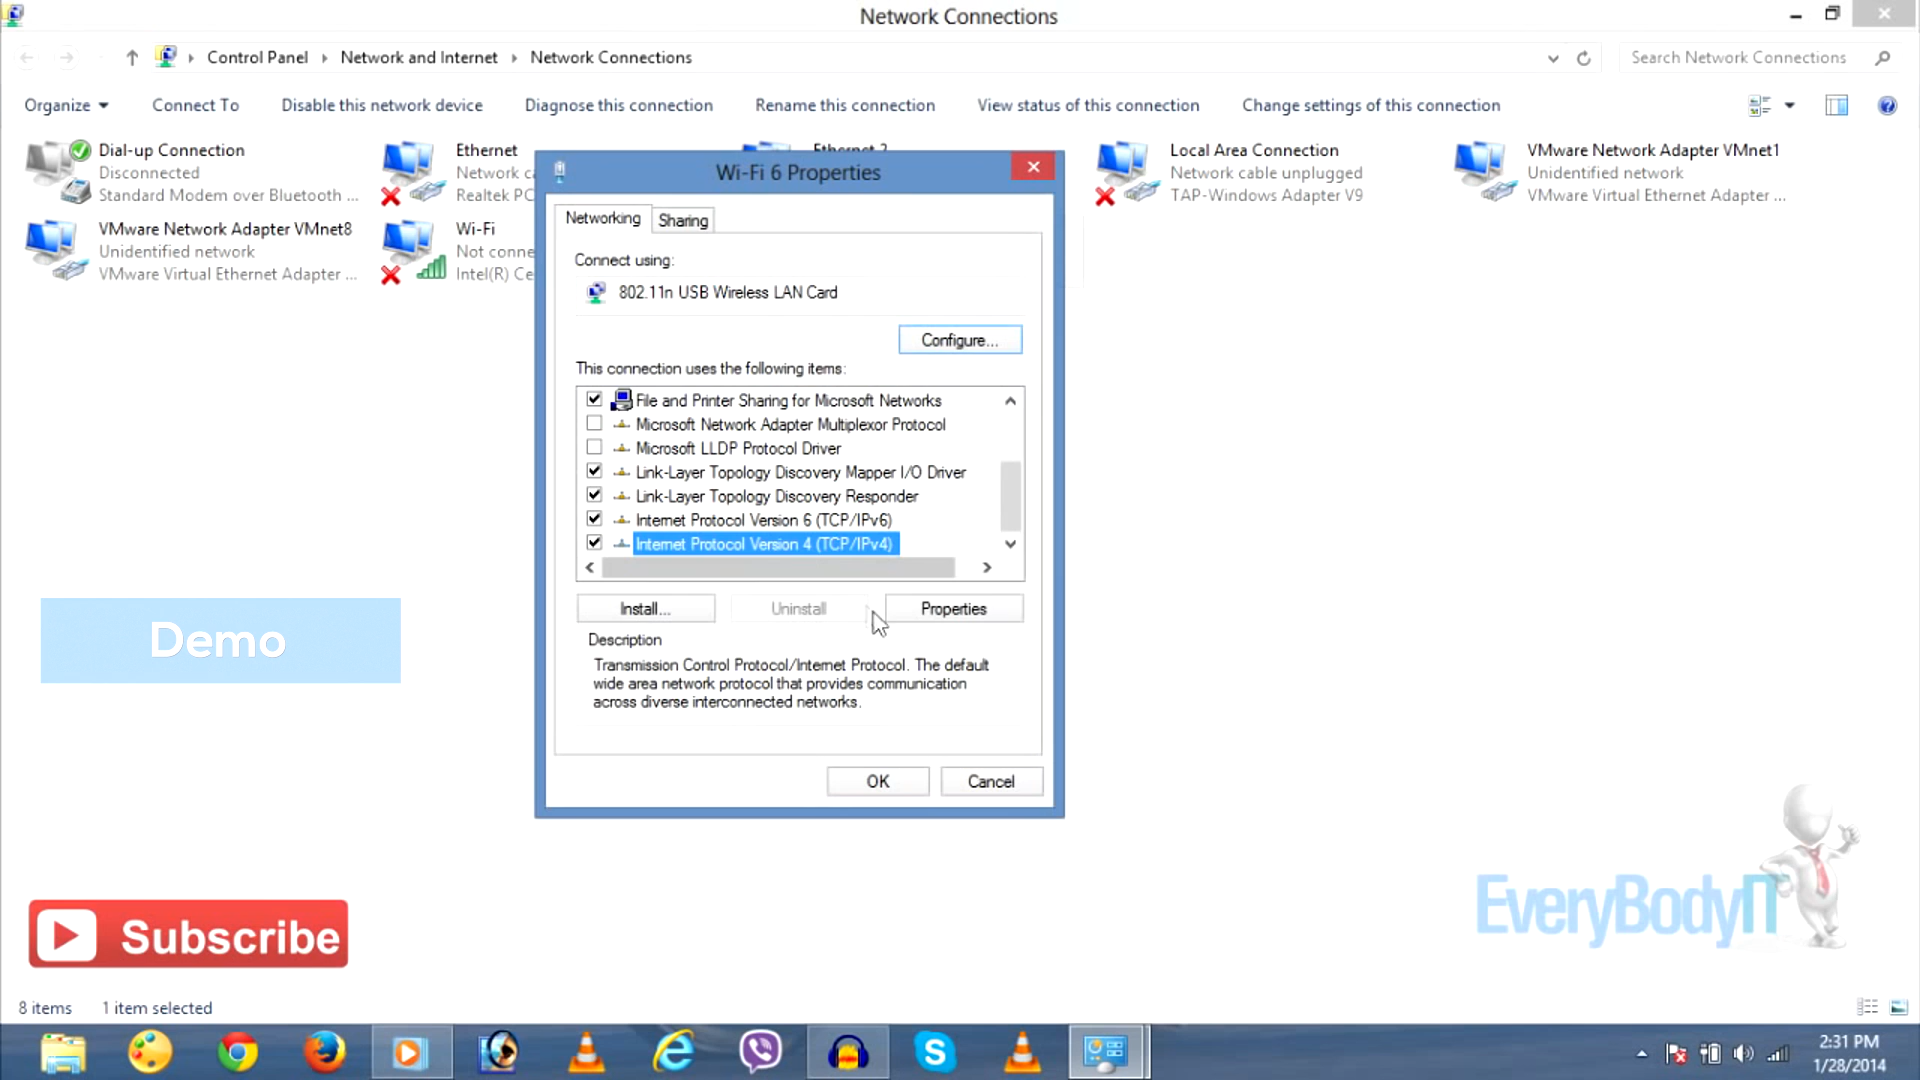 Network Connections
Control Panel Network and Internet Network Connections
Search Network Connections
Organize Connect To Disable this network device Diagnose this connection Rename this connection View status of this connection Change settings of this connection
Dial-up Connection
Disconnected
Standard Modem over Bluetooth ...
Ethernet
Network ca
Realtek PC
Local Area Connection
Network cable unplugged
TAP-Windows Adapter V9
VMware Network Adapter VMnet1
Unidentified network
VMware Virtual Ethernet Adapter ...
VMware Network Adapter VMnet8
Unidentified network
VMware Virtual Ethernet Adapter ...
Wi-Fi
Not conne
Intel(R) Ce
Wi-Fi 6 Properties
Networking Sharing
Connect using:
802.11n USB Wireless LAN Card
Configure...
This connection uses the following items:
File and Printer Sharing for Microsoft Networks
Microsoft Network Adapter Multiplexor Protocol
Microsoft LLDP Protocol Driver
Link-Layer Topology Discovery Mapper I/O Driver
Link-Layer Topology Discovery Responder
Internet Protocol Version 6 (TCP/IPv6)
Internet Protocol Version 4 (TCP/IPv4)
Install... Uninstall Properties
Description
Transmission Control Protocol/Internet Protocol. The default
wide area network protocol that provides communication
across diverse interconnected networks.
OK Cancel
Demo
Subscribe
EveryBodyIT
8 items 1 item selected
2:31 PM
1/28/2014